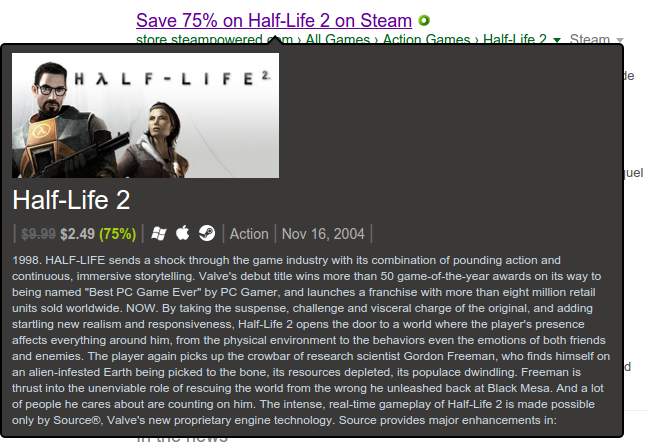 Save 75% on Half-Life 2 on Steam
store.steampowered.com › All Games › Action Games › Half-Life 2 Steam
de
HALF-LIFE 2
Half-Life 2
| $9.99 $2.49 (75%) | | Action | Nov 16, 2004 |
1998. HALF-LIFE sends a shock through the game industry with its combination of pounding action and
continuous, immersive storytelling. Valve's debut title wins more than 50 game-of-the-year awards on its way to
being named "Best PC Game Ever" by PC Gamer, and launches a franchise with more than eight million retail
units sold worldwide. NOW. By taking the suspense, challenge and visceral charge of the original, and adding
startling new realism and responsiveness, Half-Life 2 opens the door to a world where the player's presence
affects everything around him, from the physical environment to the behaviors even the emotions of both friends
and enemies. The player again picks up the crowbar of research scientist Gordon Freeman, who finds himself on
an alien-infested Earth being picked to the bone, its resources depleted, its populace dwindling. Freeman is
thrust into the unenviable role of rescuing the world from the wrong he unleashed back at Black Mesa. And a lot
of people he cares about are counting on him. The intense, real-time gameplay of Half-Life 2 is made possible
only by Source®, Valve's new proprietary engine technology. Source provides major enhancements in:
quel
d
In the news